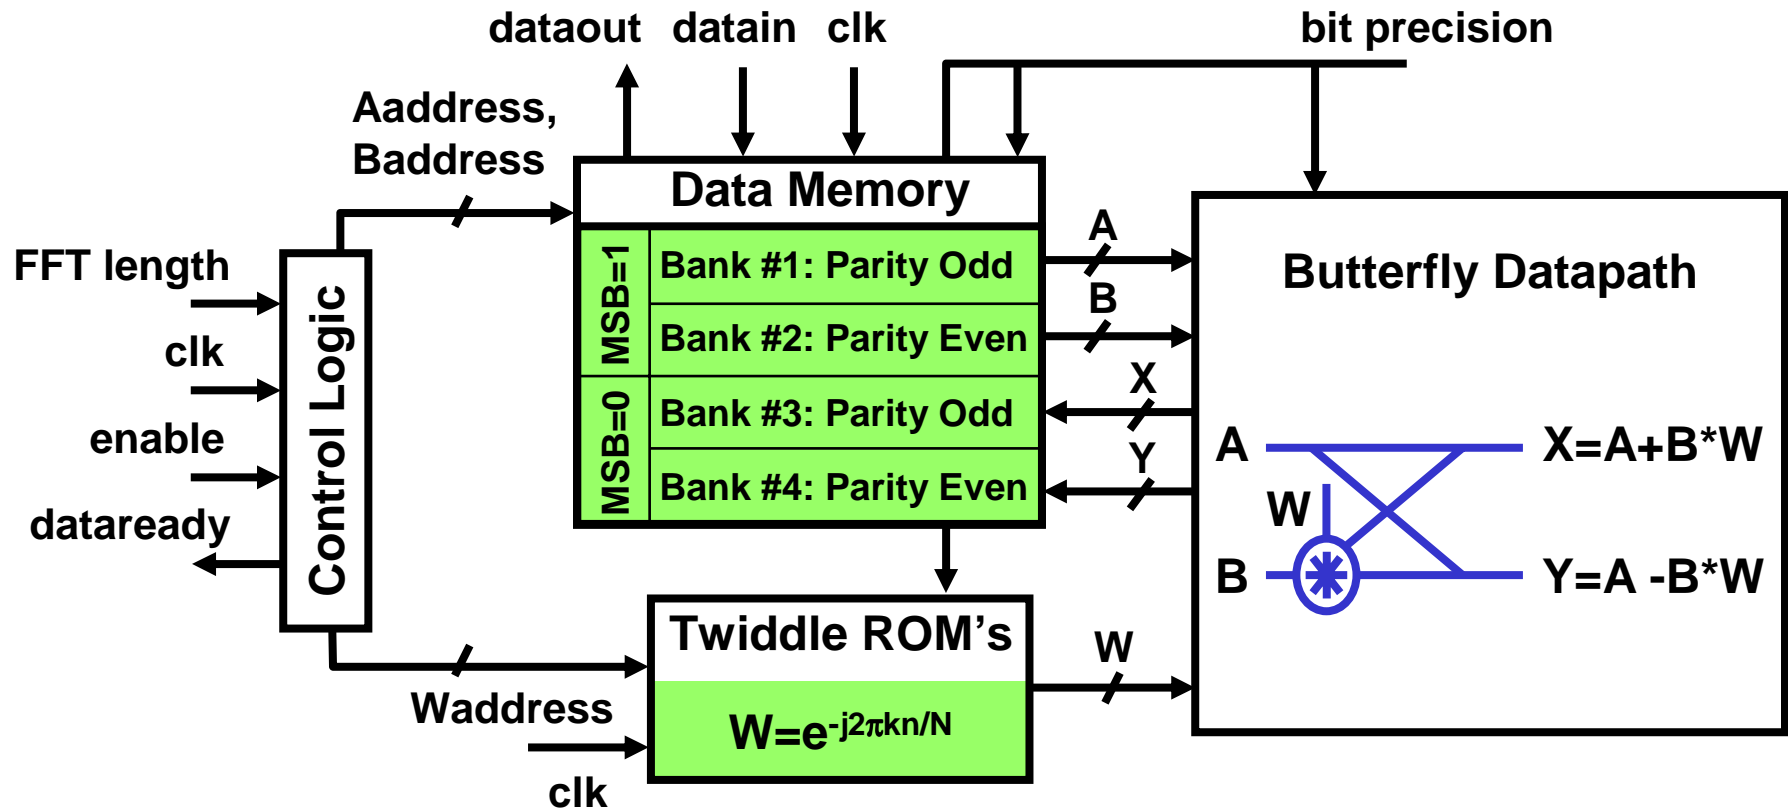 dataout datain clk bit precision
Aaddress,
Baddress
Data Memory
MSB=1
Bank #1: Parity Odd
Bank #2: Parity Even
MSB=0
Bank #3: Parity Odd
Bank #4: Parity Even
FFT length
clk
enable
dataready
Control Logic
A
B
X
Y
Butterfly Datapath
A
X=A+B*W
W
B
*
Y=A -B*W
Twiddle ROM's
W=e-j2πkn/N
W
Waddress
clk